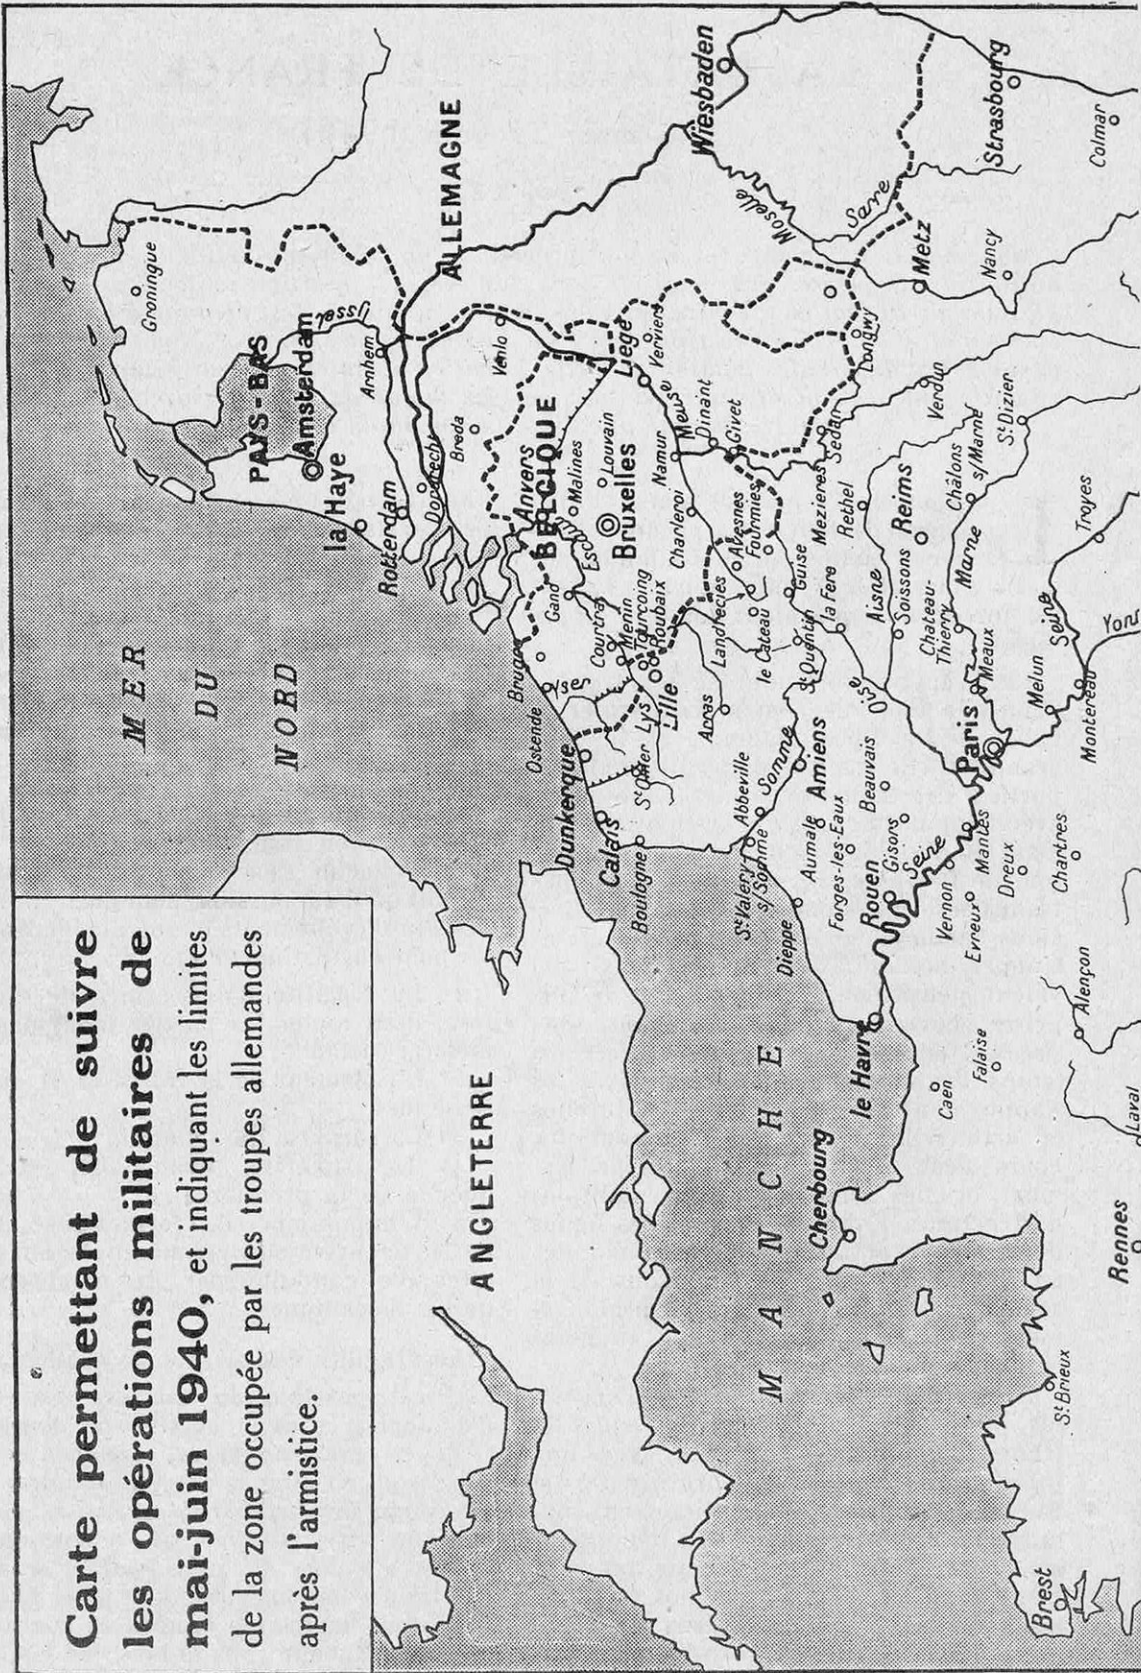 Carte permettant de suivre
les opérations militaires de
mai-juin 1940, et indiquant les limites
de la zone occupée par les troupes allemandes
après l'armistice.
MER
DU
NORD
PAYS-BAS
Groningue
Amsterdam
la Haye
Yssel
Arnhem
Rotterdam
Dordrecht
Breda
Venlo
ALLEMAGNE
Wiesbaden
Moselle
Sarre
BELGIQUE
Anvers
Malines
Louvain
Bruxelles
Liège
Verviers
Meuse
Namur
Dinant
Givet
Charleroi
Gand
Bruges
Ostende
Yser
Courtrai
Menin
Tourcoing
Roubaix
Lille
Lys
St Omer
Dunkerque
Calais
Boulogne
Arras
Landrecies
le Cateau
Avesnes
Fourmies
Guise
St Quentin
la Fere
Mezières
Sedan
Rethel
Longwy
Metz
Nancy
Strasbourg
Colmar
Verdun
St Dizier
Châlons
s/Marne
Reims
Marne
Aisne
Soissons
Chateau-
Thierry
Meaux
Oise
Troyes
Seine
Yonn
Melun
Montereau
Paris
Abbeville
Somme
St Valery
s/Somme
Amiens
Aumale
Forges-les-Eaux
Beauvais
Gisors
Dieppe
Rouen
Seine
Vernon
Mantes
Evreux
Dreux
Chartres
ANGLETERRE
MANCHE
le Havre
Cherbourg
Caen
Falaise
Alençon
Laval
Rennes
St Brieux
Brest